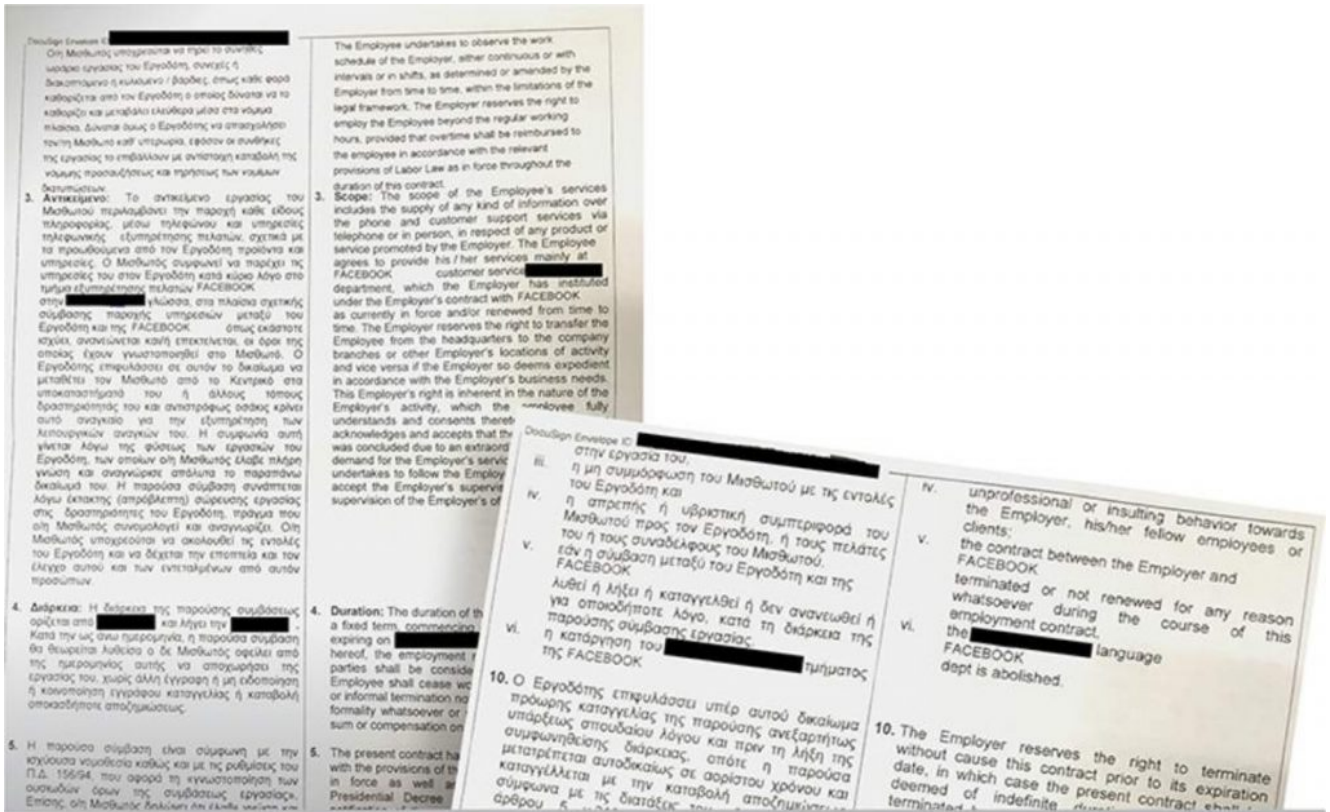 DocuSign Envelope ID
Ο/η Μισθωτός υποχρεούται να τηρεί το σύνηθες
ωράριο εργασίας του Εργοδότη, συνεχές ή
διακοπτόμενο ή κυλιόμενο / βάρδιες, όπως κάθε φορά
καθορίζεται από τον Εργοδότη ο οποίος δύναται να το
καθορίζει και μεταβάλει ελεύθερα μέσα στα νόμιμα
πλαίσια. Δύναται όμως ο Εργοδότης να απασχολήσει
τον/τη Μισθωτό καθ' υπερωρία, εφόσον οι συνθήκες
της εργασίας το επιβάλλουν με αντίστοιχη καταβολή της
νόμιμης προσαυξήσεως και τηρήσεως των νομίμων
διατυπώσεων.
3. Αντικείμενο: Το αντικείμενο εργασίας του
Μισθωτού περιλαμβάνει την παροχή κάθε είδους
πληροφορίας, μέσω τηλεφώνου και υπηρεσίες
τηλεφωνικής εξυπηρέτησης πελατών, σχετικά με
τα προωθούμενα από τον Εργοδότη προϊόντα και
υπηρεσίες. Ο Μισθωτός συμφωνεί να παρέχει τις
υπηρεσίες του στον Εργοδότη κατά κύριο λόγο στο
τμήμα εξυπηρέτησης πελατών FACEBOOK
στην γλώσσα, στα πλαίσια σχετικής
σύμβασης παροχής υπηρεσιών μεταξύ του
Εργοδότη και της FACEBOOK όπως εκάστοτε
ισχύει, ανανεώνεται και/ή επεκτείνεται, οι όροι της
οποίας έχουν γνωστοποιηθεί στο Μισθωτό. Ο
Εργοδότης επιφυλάσσει σε αυτόν το δικαίωμα να
μεταθέτει τον Μισθωτό από το Κεντρικό στα
υποκαταστήματά του ή άλλους τόπους
δραστηριότητάς του και αντιστρόφως οσάκις κρίνει
αυτό αναγκαίο για την εξυπηρέτηση των
λειτουργικών αναγκών του. Η συμφωνία αυτή
γίνεται λόγω της φύσεως των εργασιών του
Εργοδότη, των οποίων ο/η Μισθωτός έλαβε πλήρη
γνώση και αναγνώρισε απόλυτα το παραπάνω
δικαίωμά του. Η παρούσα σύμβαση συνάπτεται
λόγω έκτακτης (απρόβλεπτη) σώρευσης εργασίας
στις δραστηριότητες του Εργοδότη, πράγμα που
ο/η Μισθωτός συνομολογεί και αναγνωρίζει. Ο/η
Μισθωτός υποχρεούται να ακολουθεί τις εντολές
του Εργοδότη και να δέχεται την εποπτεία και τον
έλεγχο αυτού και των εντεταλμένων από αυτόν
προσώπων.
4. Διάρκεια: Η διάρκεια της παρούσης συμβάσεως
ορίζεται από και λήγει την .
Κατά την ως άνω ημερομηνία, η παρούσα σύμβαση
θα θεωρείται λυθείσα ο δε Μισθωτός οφείλει από
της ημερομηνίας αυτής να αποχωρήσει της
εργασίας του, χωρίς άλλη έγγραφη ή μη ειδοποίηση
ή κοινοποίηση εγγράφου καταγγελίας ή καταβολή
οποιασδήποτε αποζημιώσεως.
5. Η παρούσα σύμβαση είναι σύμφωνη με την
ισχύουσα νομοθεσία καθώς και με τις ρυθμίσεις του
Π.Δ. 156/94, που αφορά τη «γνωστοποίηση των
ουσιωδών όρων της συμβάσεως εργασίας».
Επίσης, ο/η Μισθωτός δηλώνει ότι έλαβε
The Employee undertakes to observe the work
schedule of the Employer, either continuous or with
intervals or in shifts, as determined or amended by the
Employer from time to time, within the limitations of the
legal framework. The Employer reserves the right to
employ the Employee beyond the regular working
hours, provided that overtime shall be reimbursed to
the employee in accordance with the relevant
provisions of Labor Law as in force throughout the
duration of this contract.
3. Scope: The scope of the Employee's services
includes the supply of any kind of information over
the phone and customer support services via
telephone or in person, in respect of any product or
service promoted by the Employer. The Employee
agrees to provide his / her services mainly at
FACEBOOK customer service
department, which the Employer has instituted
under the Employer's contract with FACEBOOK
as currently in force and/or renewed from time to
time. The Employer reserves the right to transfer the
Employee from the headquarters to the company
branches or other Employer's locations of activity
and vice versa if the Employer so deems expedient
in accordance with the Employer's business needs.
This Employer's right is inherent in the nature of the
Employer's activity, which the employee fully
understands and consents
acknowledges and accepts that
was concluded due to an
demand for the Employer's
undertakes to follow the
accept the Employer's
supervision of the Employer's
4. Duration: The duration of
a fixed term, commencing
expiring on
hereof, the employment
parties shall be
Employee shall cease
or informal termination
formality whatsoever or
sum or compensation
5. The present contract
with the provisions of
in force as well
Presidential Decree
DocuSign Envelope ID
στην εργασία του,
iii. η μη συμμόρφωση του Μισθωτού με τις εντολές
του Εργοδότη και
iv. η απρεπής ή υβριστική συμπεριφορά του
Μισθωτού προς τον Εργοδότη, ή τους πελάτες
του ή τους συναδέλφους του Μισθωτού.
v. εάν η σύμβαση μεταξύ του Εργοδότη και της
FACEBOOK
λυθεί ή λήξει ή καταγγελθεί ή δεν ανανεωθεί ή
για οποιοδήποτε λόγο, κατά τη διάρκεια της
παρούσης σύμβασης εργασίας,
vi. η κατάργηση του τμήματος
της FACEBOOK
10. Ο Εργοδότης επιφυλάσσει υπέρ αυτού δικαίωμα
πρόωρης καταγγελίας της παρούσης ανεξαρτήτως
υπάρξεως σπουδαίου λόγου και πριν τη λήξη της
συμφωνηθείσης διάρκειας, οπότε η παρούσα
μετατρέπεται αυτοδικαίως σε αορίστου χρόνου και
καταγγέλλεται με την καταβολή αποζημιώσεως
σύμφωνα με τις διατάξεις
άρθρου 5
iv. unprofessional or insulting behavior towards
the Employer, his/her fellow employees or
clients;
v. the contract between the Employer and
FACEBOOK
terminated or not renewed for any reason
whatsoever during the course of this
employment contract,
vi. the language
FACEBOOK
dept is abolished.
10. The Employer reserves the right to terminate
without cause this contract prior to its expiration
date, in which case the present contract shall
deemed of indefinite
terminated